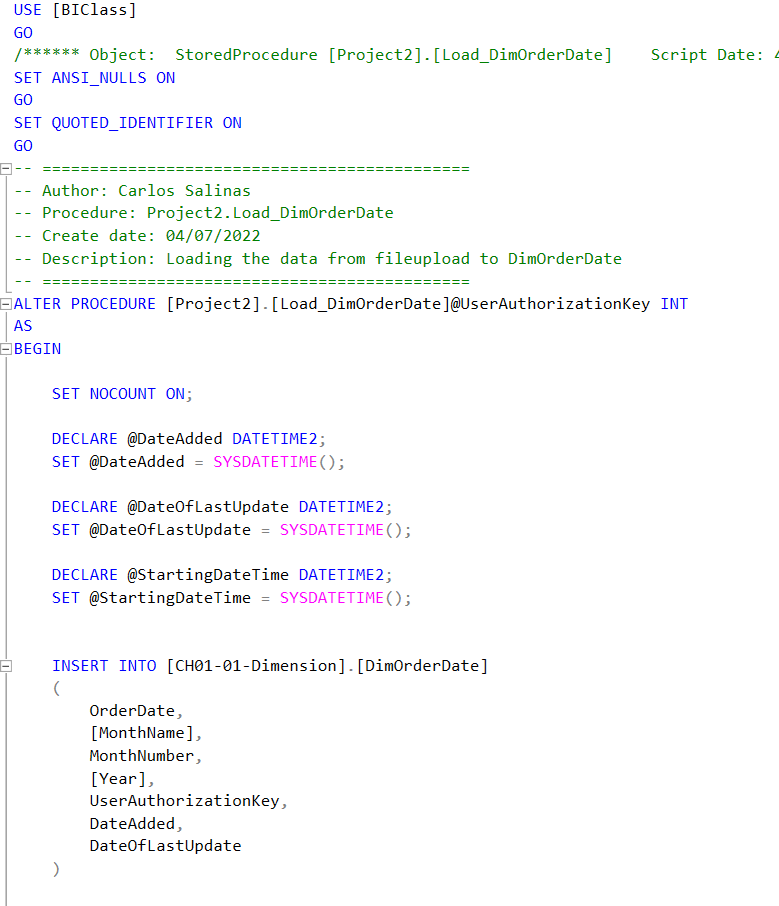 USE [BIClass]
GO
/****** Object:  StoredProcedure [Project2].[Load_DimOrderDate]    Script Date: 4
SET ANSI_NULLS ON
GO
SET QUOTED_IDENTIFIER ON
GO
-- =============================================
-- Author: Carlos Salinas
-- Procedure: Project2.Load_DimOrderDate
-- Create date: 04/07/2022
-- Description: Loading the data from fileupload to DimOrderDate
-- =============================================
ALTER PROCEDURE [Project2].[Load_DimOrderDate]@UserAuthorizationKey INT
AS
BEGIN
SET NOCOUNT ON;
DECLARE @DateAdded DATETIME2;
SET @DateAdded = SYSDATETIME();
DECLARE @DateOfLastUpdate DATETIME2;
SET @DateOfLastUpdate = SYSDATETIME();
DECLARE @StartingDateTime DATETIME2;
SET @StartingDateTime = SYSDATETIME();
INSERT INTO [CH01-01-Dimension].[DimOrderDate]
(
OrderDate,
[MonthName],
MonthNumber,
[Year],
UserAuthorizationKey,
DateAdded,
DateOfLastUpdate
)